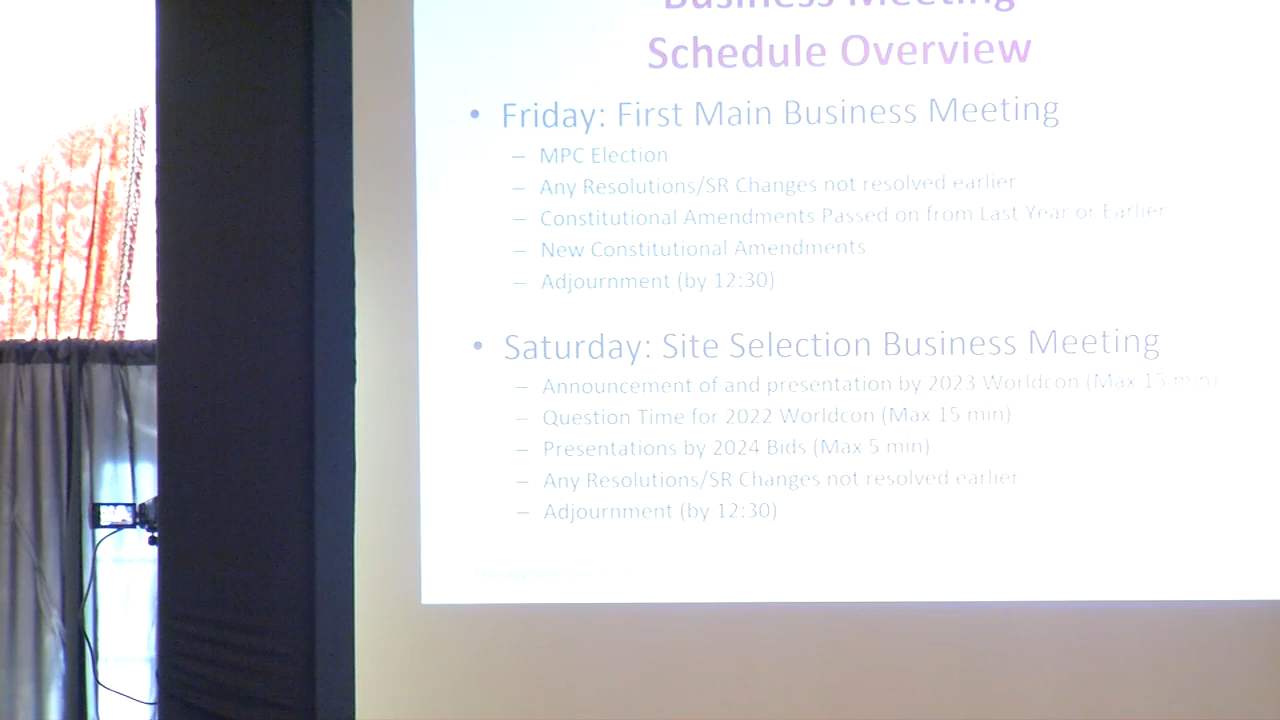 Business Meeting
Schedule Overview
• Friday: First Main Business Meeting
– MPC Election
– Any Resolutions/SR Changes not resolved earlier
– Constitutional Amendments Passed on from Last Year or Earlier
– New Constitutional Amendments
– Adjournment (by 12:30)
• Saturday: Site Selection Business Meeting
– Announcement of and presentation by 2023 Worldcon (Max 15 min)
– Question Time for 2022 Worldcon (Max 15 min)
– Presentations by 2024 Bids (Max 5 min)
– Any Resolutions/SR Changes not resolved earlier
– Adjournment (by 12:30)